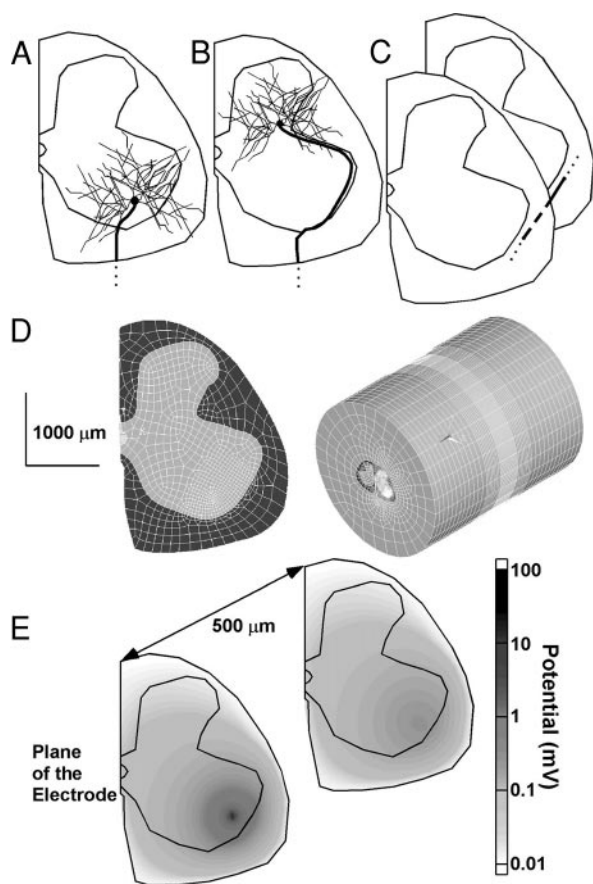 A
B
C
D
1000 μm
E
500 μm
Plane
of the
Electrode
100
10
1
0.1
0.01
Potential (mV)